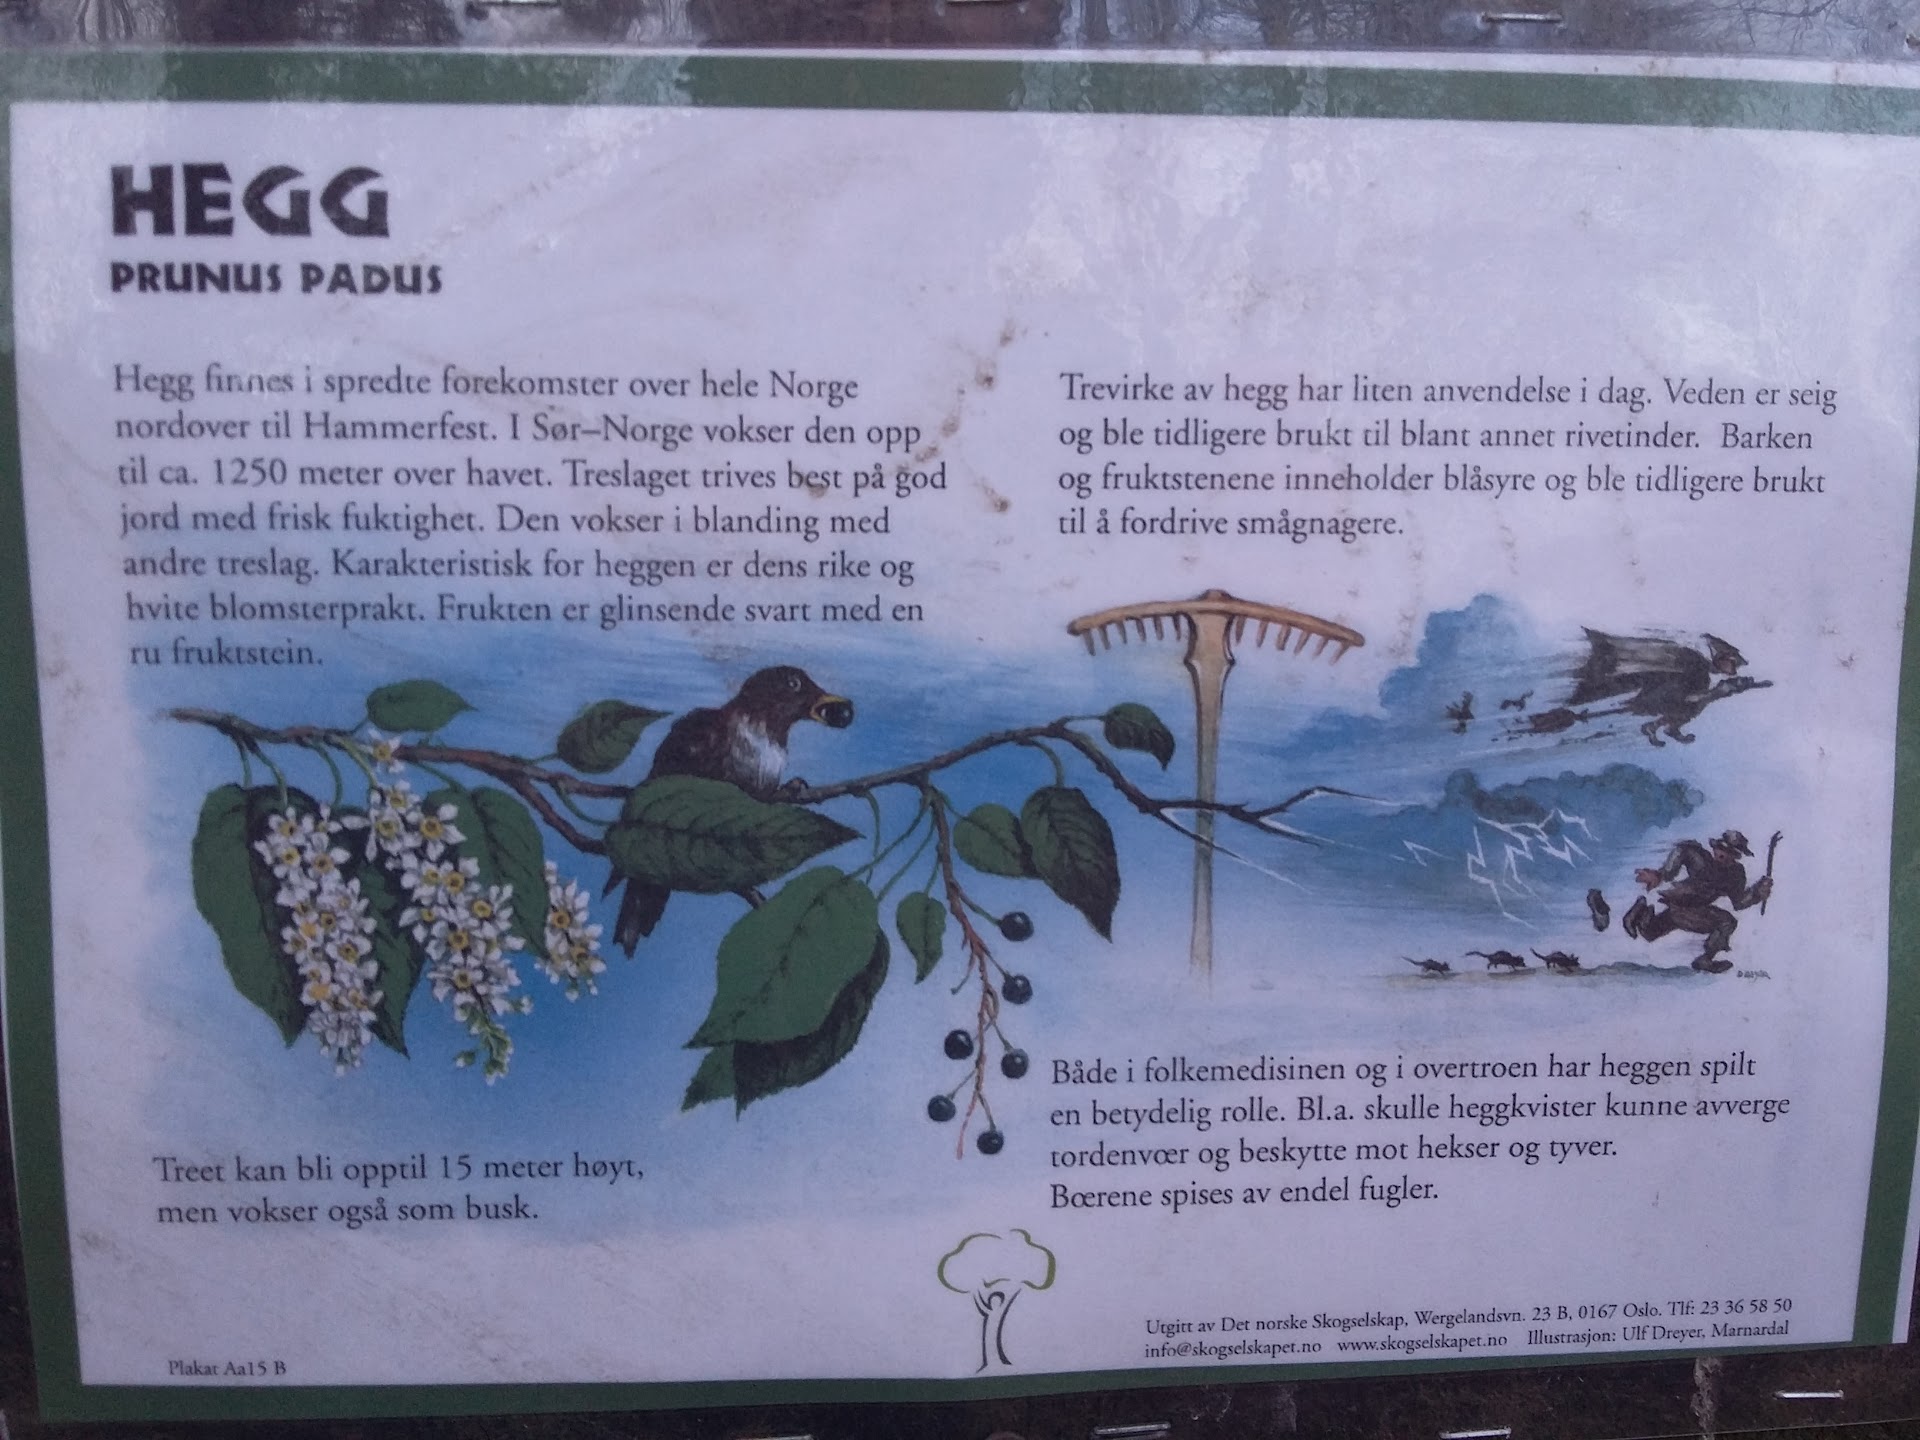 HEGG
PRUNUS PADUS
Hegg finnes i spredte forekomster over hele Norge
nordover til Hammerfest. I Sør–Norge vokser den opp
til ca. 1250 meter over havet. Treslaget trives best på god
jord med frisk fuktighet. Den vokser i blanding med
andre treslag. Karakteristisk for heggen er dens rike og
hvite blomsterprakt. Frukten er glinsende svart med en
ru fruktstein.
Trevirke av hegg har liten anvendelse i dag. Veden er seig
og ble tidligere brukt til blant annet rivetinder. Barken
og fruktstenene inneholder blåsyre og ble tidligere brukt
til å fordrive smågnagere.
Treet kan bli opptil 15 meter høyt,
men vokser også som busk.
Både i folkemedisinen og i overtroen har heggen spilt
en betydelig rolle. Bl.a. skulle heggkvister kunne avverge
tordenvœr og beskytte mot hekser og tyver.
Bœrene spises av endel fugler.
Plakat Aa15 B
Utgitt av Det norske Skogselskap, Wergelandsvn. 23 B, 0167 Oslo. Tlf: 23 36 58 50
info@skogselskapet.no www.skogselskapet.no Illustrasjon: Ulf Dreyer, Marnardal